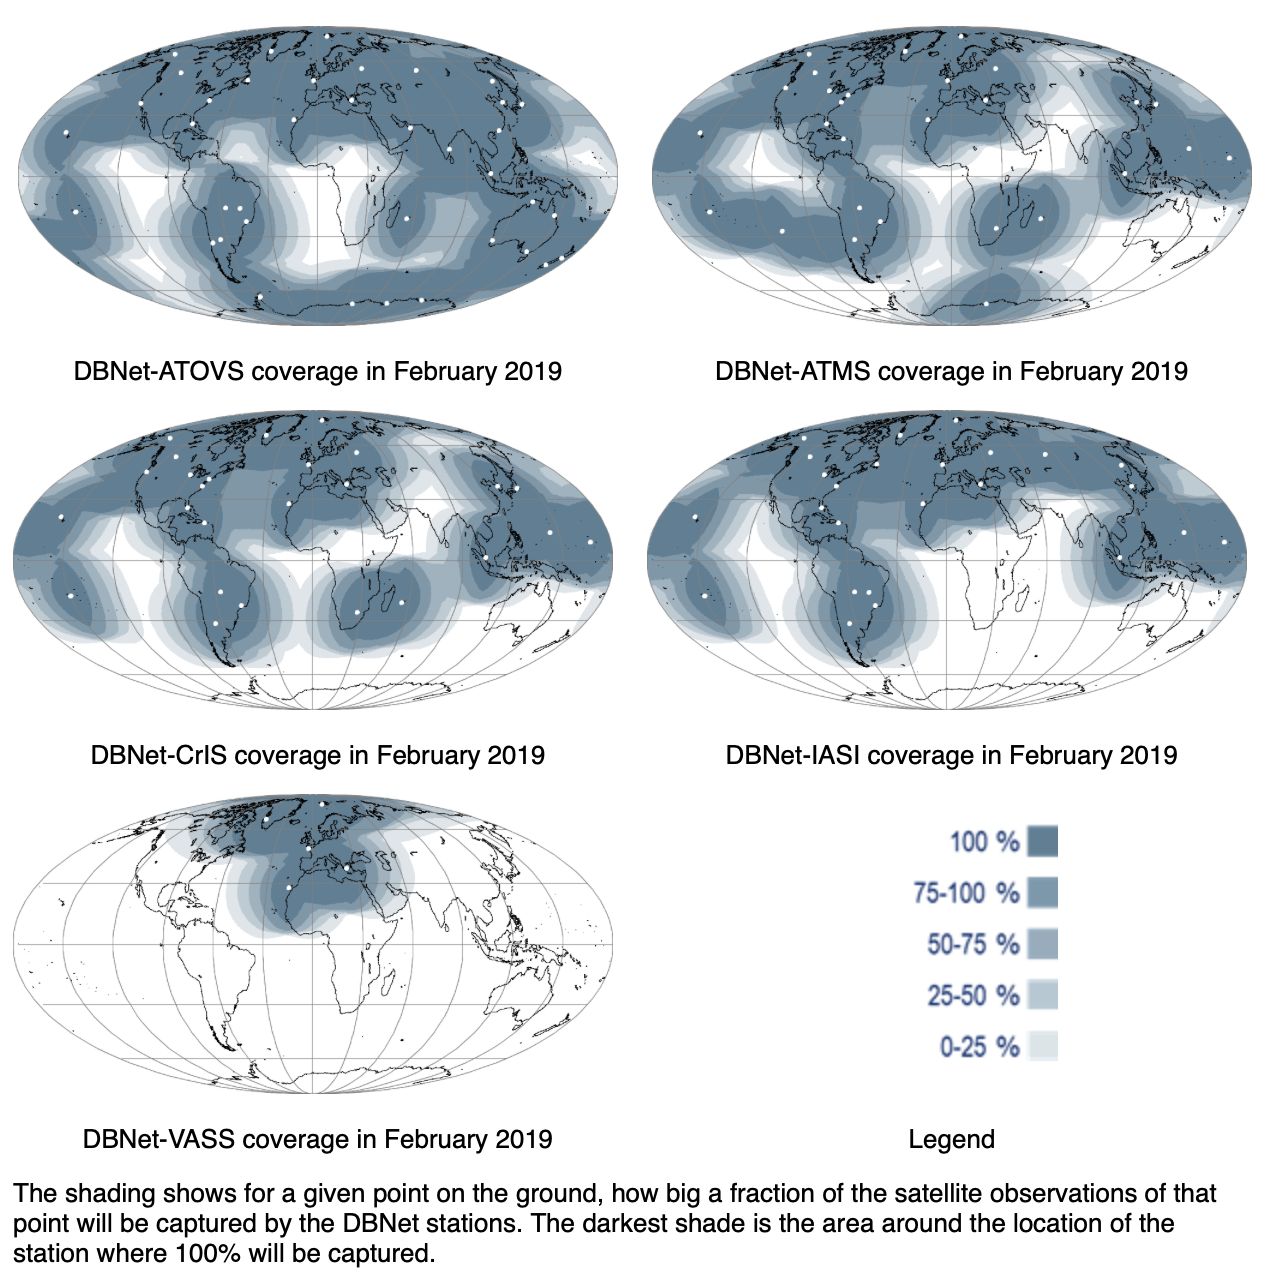 DBNet-ATOVS coverage in February 2019
DBNet-ATMS coverage in February 2019
DBNet-CrIS coverage in February 2019
DBNet-IASI coverage in February 2019
100 %
75-100 %
50-75 %
25-50 %
0-25 %
DBNet-VASS coverage in February 2019
Legend
The shading shows for a given point on the ground, how big a fraction of the satellite observations of that
point will be captured by the DBNet stations. The darkest shade is the area around the location of the
station where 100% will be captured.